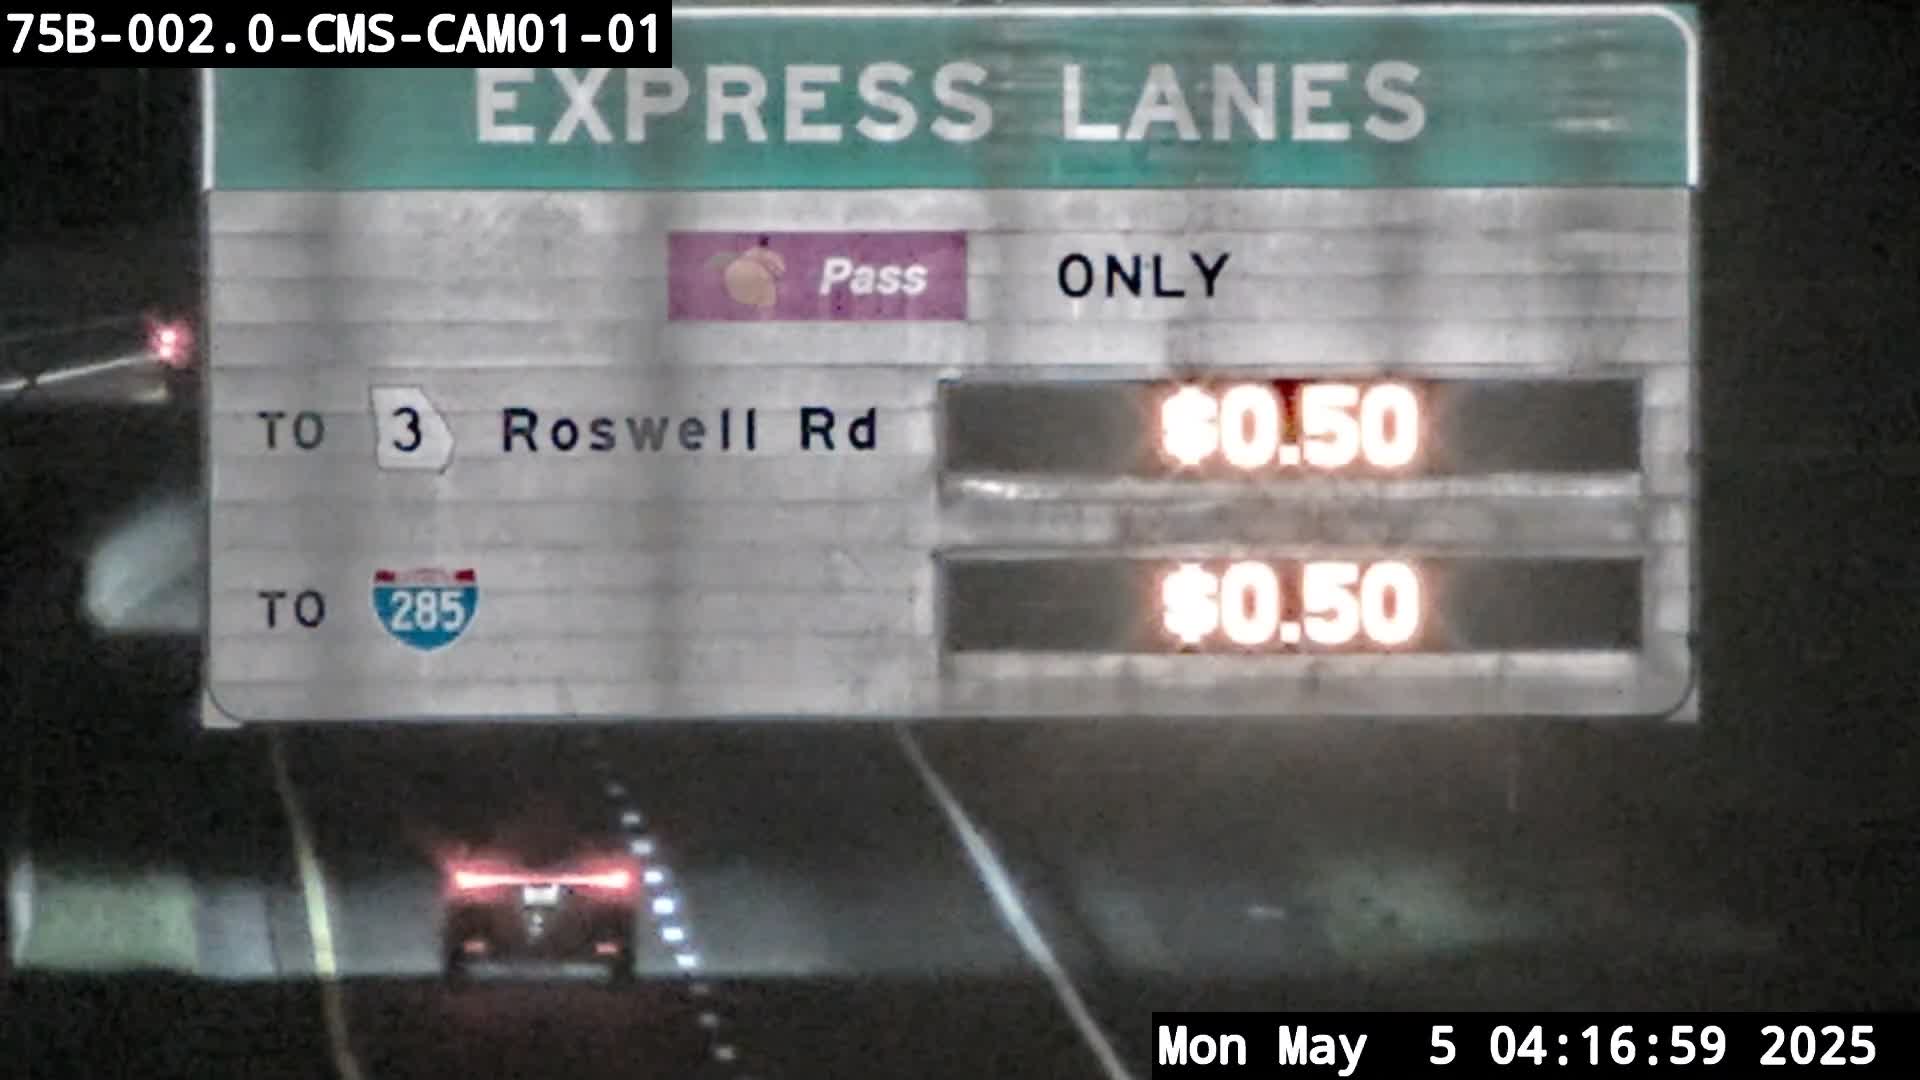 75B-002.0-CMS-CAM01-01
EXPRESS LANES
Pass ONLY
TO 3 Roswell Rd $0.50
TO 285 $0.50
Mon May 5 04:16:59 2025